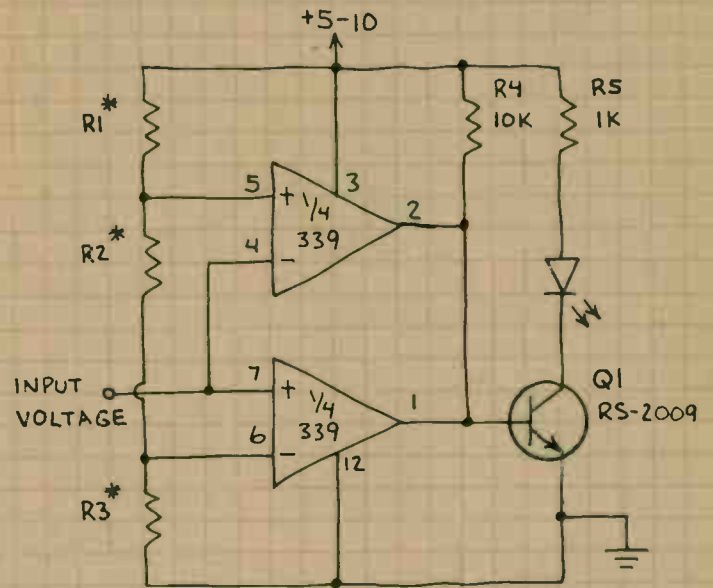 +5-10
R1*
R4
10K
R5
1K
5
+
3
1/4
339
2
4
-
R2*
INPUT
VOLTAGE
7
+
1/4
339
1
6
-
12
Q1
RS-2009
R3*